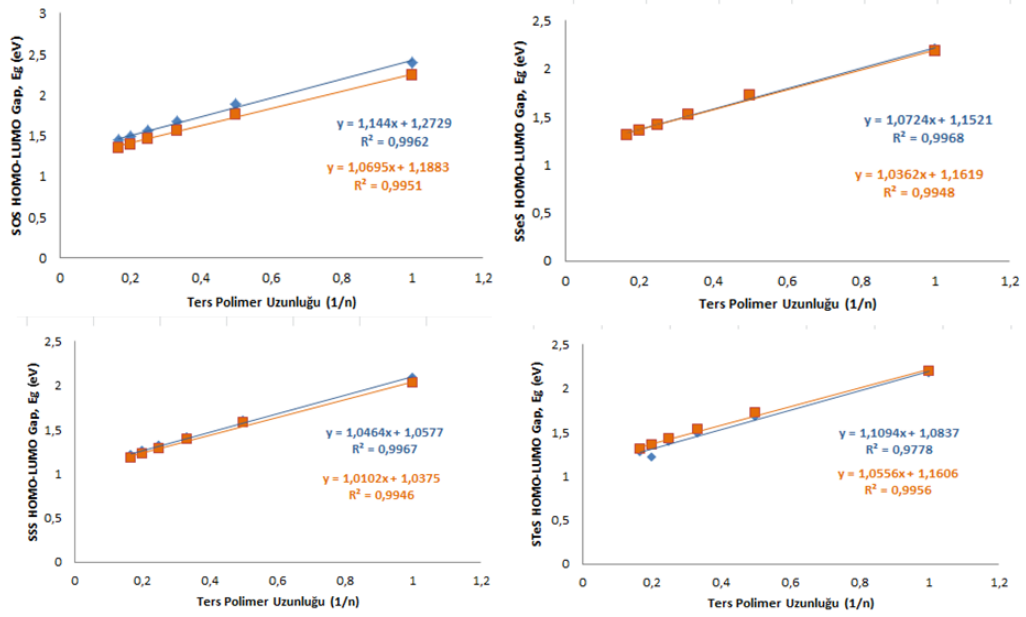 SOS HOMO-LUMO Gap, Eg (eV)
3
2,5
2
1,5
1
0,5
0
y = 1,144x + 1,2729
R² = 0,9962
y = 1,0695x + 1,1883
R² = 0,9951
0
0,2
0,4
0,6
0,8
1
1,2
Ters Polimer Uzunluğu (1/n)
SSeS HOMO-LUMO Gap, Eg (eV)
2,5
2
1,5
1
0,5
0
y = 1,0724x + 1,1521
R² = 0,9968
y = 1,0362x + 1,1619
R² = 0,9948
0
0,2
0,4
0,6
0,8
1
1,2
Ters Polimer Uzunluğu (1/n)
SSS HOMO-LUMO Gap, Eg (eV)
2,5
2
1,5
1
0,5
0
y = 1,0464x + 1,0577
R² = 0,9967
y = 1,0102x + 1,0375
R² = 0,9946
0
0,2
0,4
0,6
0,8
1
1,2
Ters Polimer Uzunluğu (1/n)
STeS HOMO-LUMO Gap, Eg (eV)
2,5
2
1,5
1
0,5
0
y = 1,1094x + 1,0837
R² = 0,9778
y = 1,0556x + 1,1606
R² = 0,9956
0
0,2
0,4
0,6
0,8
1
1,2
Ters Polimer Uzunluğu (1/n)